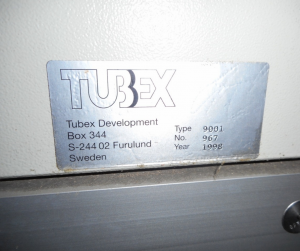 TUBEX
Tubex Development
Box 344
S-244 02 Furulund
Sweden
Type 9001
No. 967
Year 1998